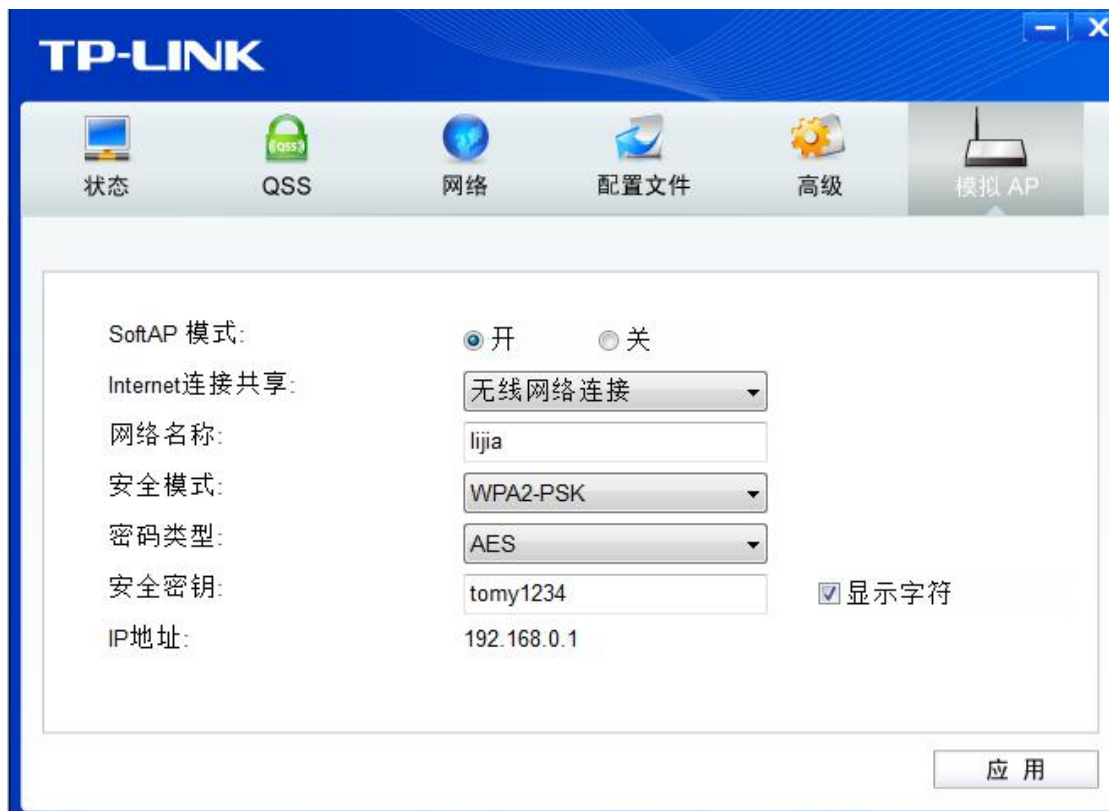 TP-LINK
状态 QSS 网络 配置文件 高级 模拟 AP
SoftAP 模式: 开 关
Internet连接共享: 无线网络连接
网络名称: lijia
安全模式: WPA2-PSK
密码类型: AES
安全密钥: tomy1234 显示字符
IP地址: 192.168.0.1
应 用